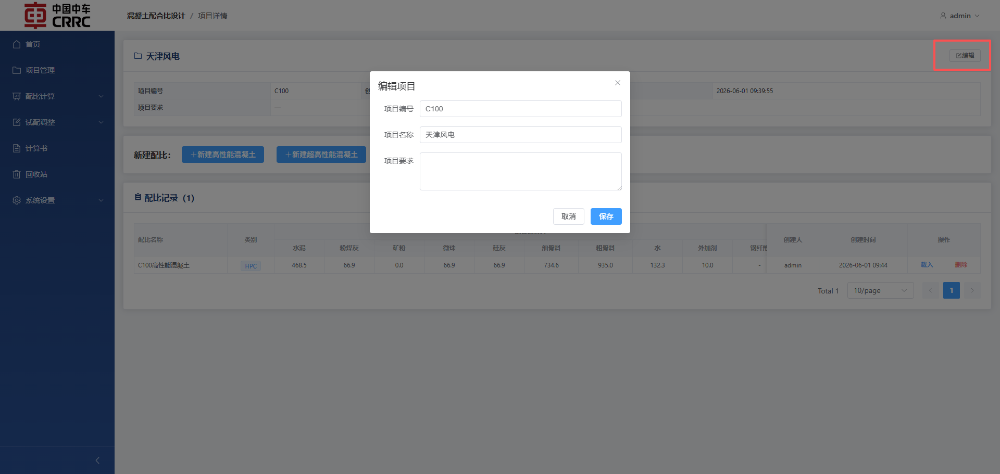 中国中车
CRRC
混凝土配合比设计 / 项目详情
admin
首页
项目管理
配比计算
试配调整
计算书
回收站
系统设置
天津风电
编辑
项目编号 C100 创 2026-06-01 09:39:55
项目要求 —
新建配比: +新建高性能混凝土 +新建超高性能混凝土
编辑项目
项目编号 C100
项目名称 天津风电
项目要求
取消 保存
配比记录 (1)
配比名称 类别 创建人 创建时间 操作
水泥 粉煤灰 矿粉 微珠 硅灰 细骨料 粗骨料 水 外加剂 钢纤维
C100高性能混凝土 HPC 468.5 66.9 0.0 66.9 66.9 734.6 935.0 132.3 10.0 - admin 2026-06-01 09:44 载入 删除
Total 1 10/page 1